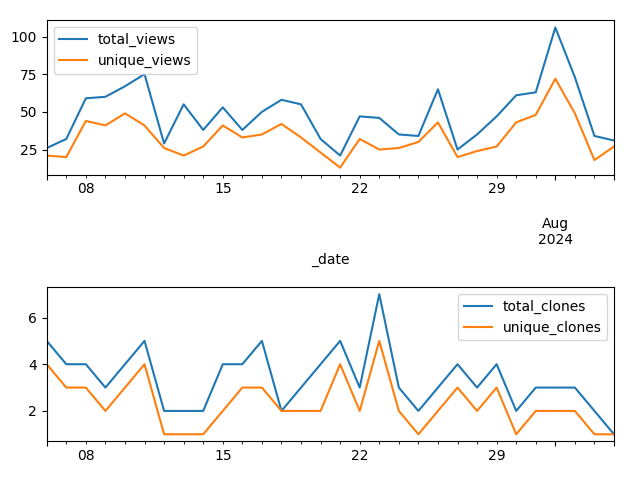 100
75
50
25
total_views
unique_views
08 15 22 29
Aug
2024
_date
6
4
2
total_clones
unique_clones
08 15 22 29